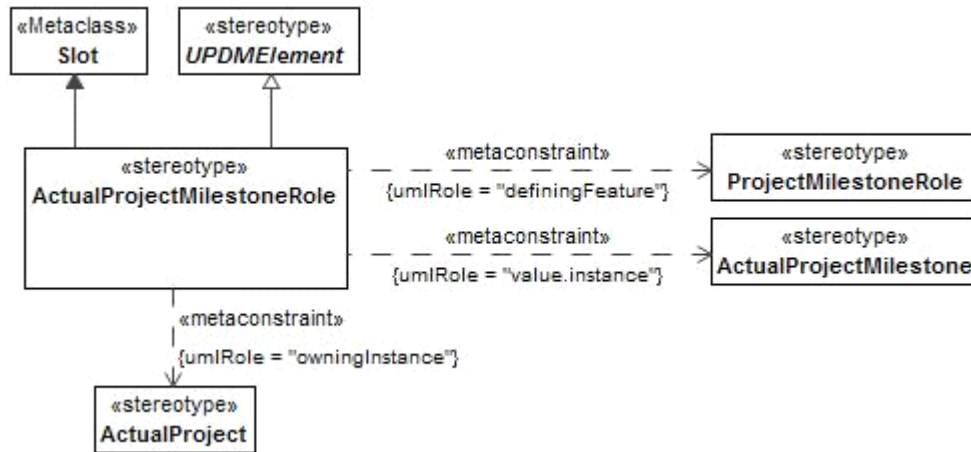 «Metaclass»
Slot
«stereotype»
UPDMElement
«stereotype»
ActualProjectMilestoneRole
«metaconstraint»
{umlRole = "definingFeature"}
«stereotype»
ProjectMilestoneRole
«metaconstraint»
{umlRole = "value.instance"}
«stereotype»
ActualProjectMilestone
«metaconstraint»
{umlRole = "owningInstance"}
«stereotype»
ActualProject